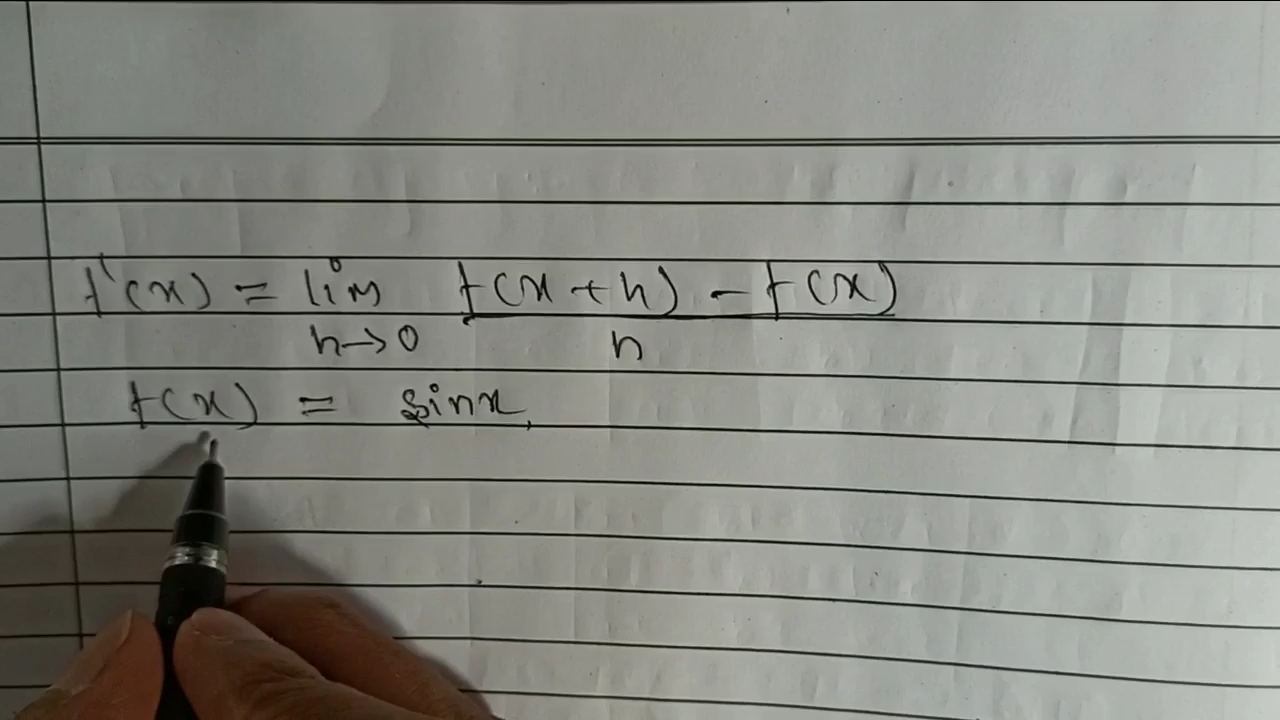 f'(x) = lim f(x+h) - f(x)
h→0 h
f(x) = sinx,